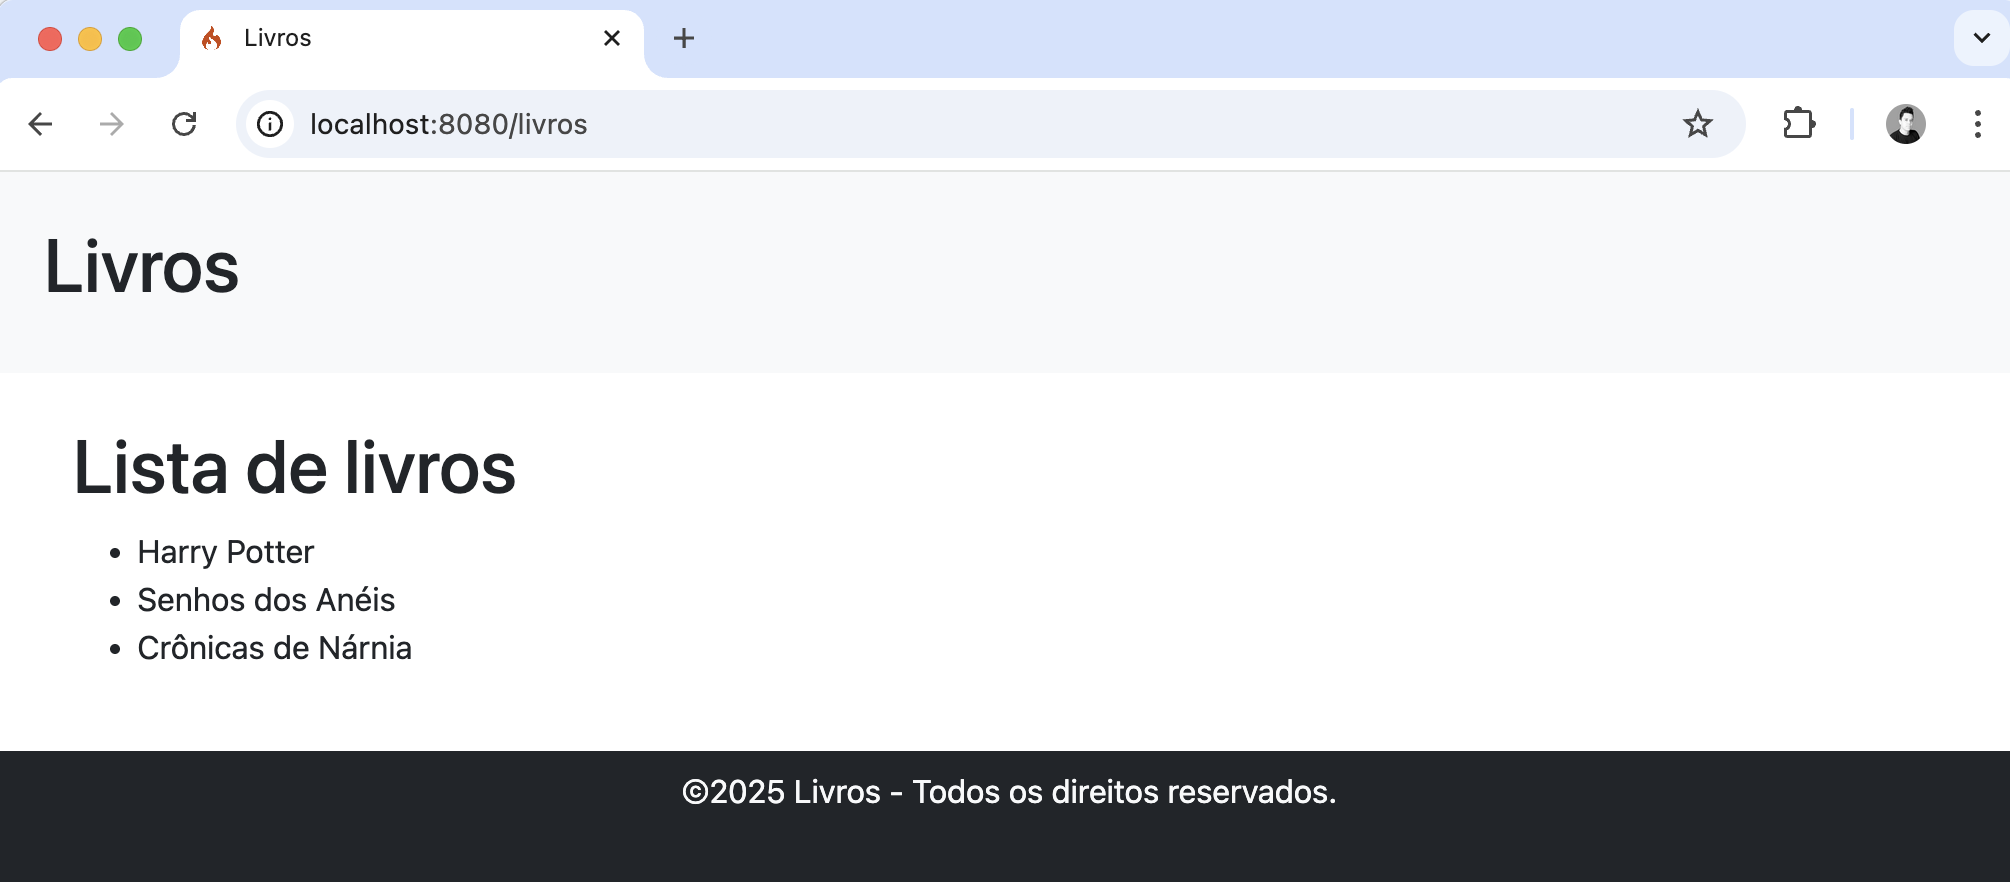 Livros
localhost:8080/livros
Livros
Lista de livros
Harry Potter
Senhos dos Anéis
Crônicas de Nárnia
©2025 Livros - Todos os direitos reservados.